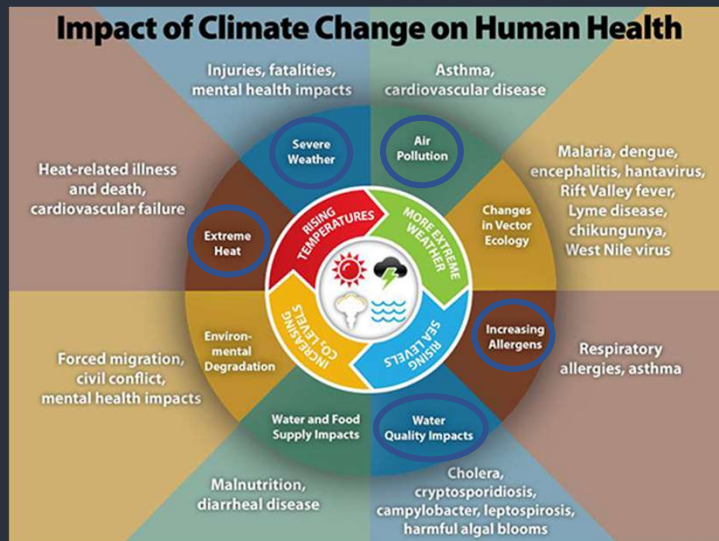 Impact of Climate Change on Human Health
Injuries, fatalities,
mental health impacts
Asthma,
cardiovascular disease
Severe
Weather
Air
Pollution
Heat-related illness
and death,
cardiovascular failure
Malaria, dengue,
encephalitis, hantavirus,
Rift Valley fever,
Lyme disease,
chikungunya,
West Nile virus
Extreme
Heat
RISING
TEMPERATURES
MORE EXTREME
WEATHER
Changes
in Vector
Ecology
Environ-
mental
Degradation
INCREASING
CO₂ LEVELS
RISING
SEA LEVELS
Increasing
Allergens
Forced migration,
civil conflict,
mental health impacts
Respiratory
allergies, asthma
Water and Food
Supply Impacts
Water
Quality Impacts
Malnutrition,
diarrheal disease
Cholera,
cryptosporidiosis,
campylobacter, leptospirosis,
harmful algal blooms